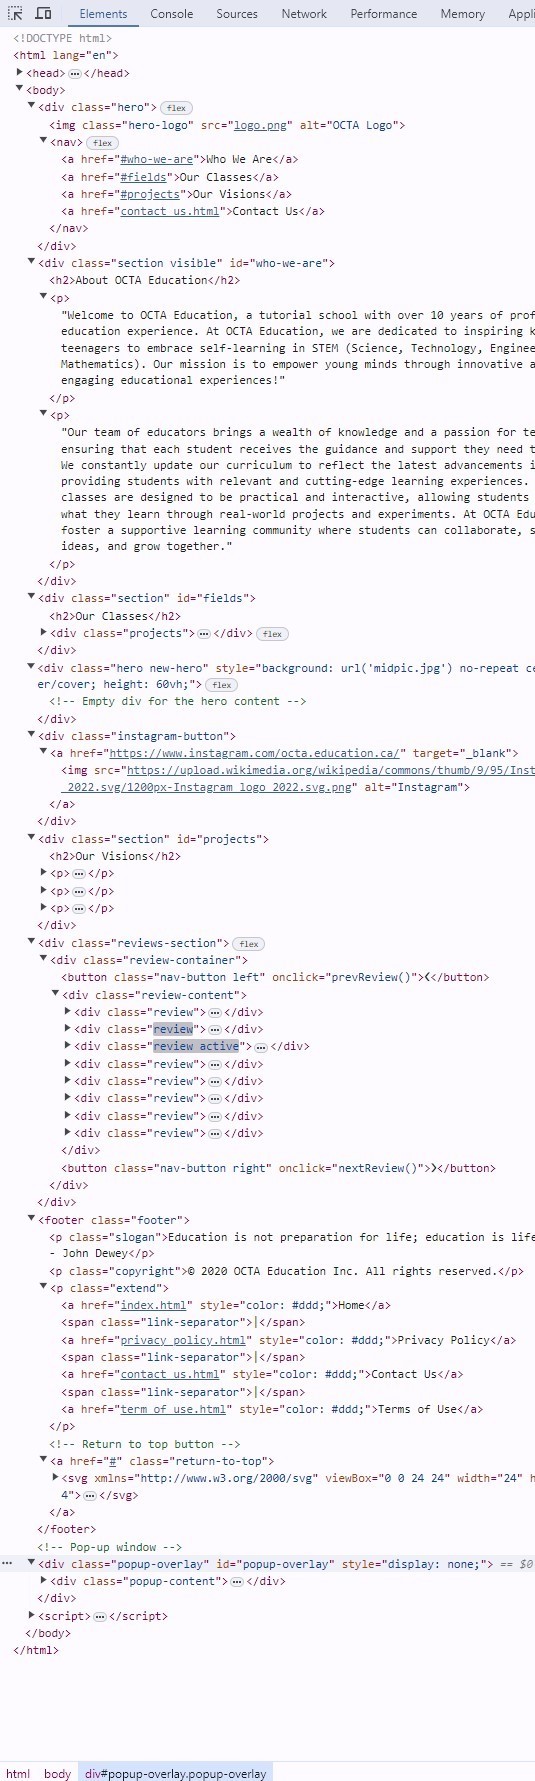 Elements Console Sources Network Performance Memory Appli
<!DOCTYPE html>
<html lang="en">
<head> ⋯ </head>
<body>
<div class="hero"> flex
<img class="hero-logo" src="logo.png" alt="OCTA Logo">
<nav> flex
<a href="#who-we-are">Who We Are</a>
<a href="#fields">Our Classes</a>
<a href="#projects">Our Visions</a>
<a href="contact_us.html">Contact Us</a>
</nav>
</div>
<div class="section visible" id="who-we-are">
<h2>About OCTA Education</h2>
<p>
"Welcome to OCTA Education, a tutorial school with over 10 years of prof
education experience. At OCTA Education, we are dedicated to inspiring k
teenagers to embrace self-learning in STEM (Science, Technology, Enginee
Mathematics). Our mission is to empower young minds through innovative a
engaging educational experiences!"
</p>
<p>
"Our team of educators brings a wealth of knowledge and a passion for te
ensuring that each student receives the guidance and support they need t
We constantly update our curriculum to reflect the latest advancements i
providing students with relevant and cutting-edge learning experiences.
classes are designed to be practical and interactive, allowing students
what they learn through real-world projects and experiments. At OCTA Edu
foster a supportive learning community where students can collaborate, s
ideas, and grow together."
</p>
</div>
<div class="section" id="fields">
<h2>Our Classes</h2>
<div class="projects"> ⋯ </div> flex
</div>
<div class="hero new-hero" style="background: url('midpic.jpg') no-repeat ce
er/cover; height: 60vh;"> flex
<!-- Empty div for the hero content -->
</div>
<div class="instagram-button">
<a href="https://www.instagram.com/octa.education.ca/" target="_blank">
<img src="https://upload.wikimedia.org/wikipedia/commons/thumb/9/95/Inst
_2022.svg/1200px-Instagram_logo_2022.svg.png" alt="Instagram">
</a>
</div>
<div class="section" id="projects">
<h2>Our Visions</h2>
<p> ⋯ </p>
<p> ⋯ </p>
<p> ⋯ </p>
</div>
<div class="reviews-section"> flex
<div class="review-container">
<button class="nav-button left" onclick="prevReview()">❮</button>
<div class="review-content">
<div class="review"> ⋯ </div>
<div class="review"> ⋯ </div>
<div class="review active"> ⋯ </div>
<div class="review"> ⋯ </div>
<div class="review"> ⋯ </div>
<div class="review"> ⋯ </div>
<div class="review"> ⋯ </div>
<div class="review"> ⋯ </div>
</div>
<button class="nav-button right" onclick="nextReview()">❯</button>
</div>
</div>
<footer class="footer">
<p class="slogan">Education is not preparation for life; education is life
- John Dewey</p>
<p class="copyright">© 2020 OCTA Education Inc. All rights reserved.</p>
<p class="extend">
<a href="index.html" style="color: #ddd;">Home</a>
<span class="link-separator">|</span>
<a href="privacy_policy.html" style="color: #ddd;">Privacy Policy</a>
<span class="link-separator">|</span>
<a href="contact_us.html" style="color: #ddd;">Contact Us</a>
<span class="link-separator">|</span>
<a href="term_of_use.html" style="color: #ddd;">Terms of Use</a>
</p>
<!-- Return to top button -->
<a href="#" class="return-to-top">
<svg xmlns="http://www.w3.org/2000/svg" viewBox="0 0 24 24" width="24" h
4"> ⋯ </svg>
</a>
</footer>
<!-- Pop-up window -->
<div class="popup-overlay" id="popup-overlay" style="display: none;"> == $0
<div class="popup-content"> ⋯ </div>
</div>
<script> ⋯ </script>
</body>
</html>
html body div#popup-overlay.popup-overlay